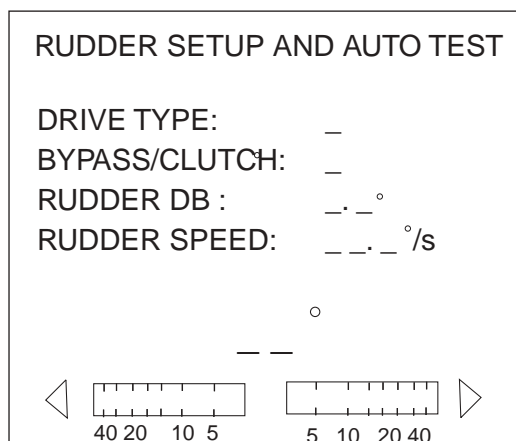 RUDDER SETUP AND AUTO TEST
DRIVE TYPE: _
BYPASS/CLUTCH: _
RUDDER DB : _. _°
RUDDER SPEED: _ _. _ °/s
°
_ _
40 20 10 5 5 10 20 40